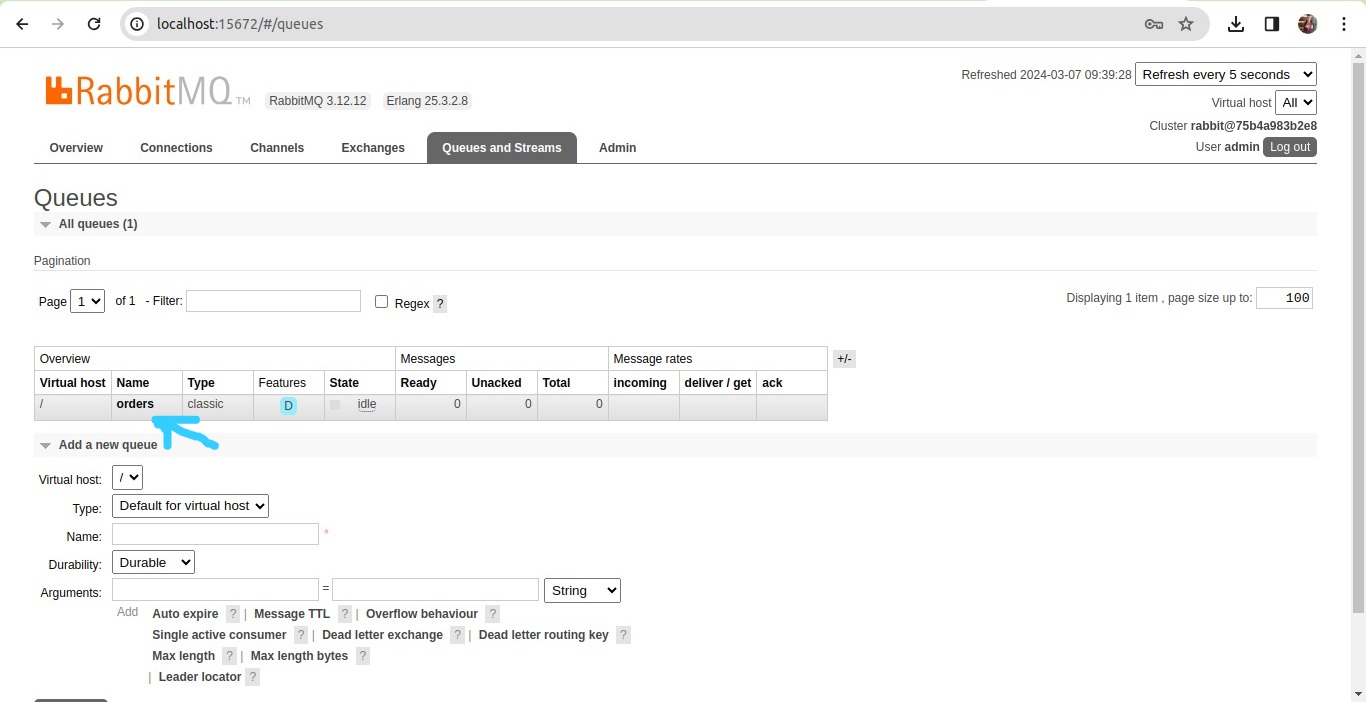 localhost:15672/#/queues
RabbitMQ TM RabbitMQ 3.12.12 Erlang 25.3.2.8
Refreshed 2024-03-07 09:39:28 Refresh every 5 seconds
Virtual host All
Cluster rabbit@75b4a983b2e8
User admin Log out
Overview Connections Channels Exchanges Queues and Streams Admin
Queues
All queues (1)
Pagination
Page 1 of 1 - Filter: Regex ? Displaying 1 item , page size up to: 100
Overview Messages Message rates +/-
Virtual host Name Type Features State Ready Unacked Total incoming deliver / get ack
/ orders classic D idle 0 0 0
Add a new queue
Virtual host: /
Type: Default for virtual host
Name: *
Durability: Durable
Arguments: = String
Add Auto expire ? | Message TTL ? | Overflow behaviour ?
Single active consumer ? | Dead letter exchange ? | Dead letter routing key ?
Max length ? | Max length bytes ?
| Leader locator ?